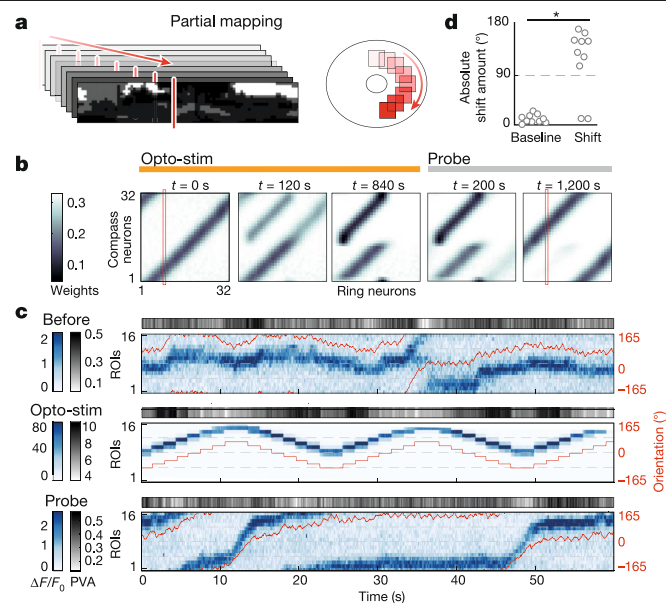 a
Partial mapping
d
*
Absolute
shift amount (°)
180
90
0
Baseline
Shift
b
Opto-stim
Probe
t = 0 s
t = 120 s
t = 840 s
t = 200 s
t = 1,200 s
0.3
0.2
0.1
Weights
Compass
neurons
32
1
1
32
Ring neurons
c
Before
2
1
0
0.5
0.3
0.1
ROIs
16
1
165
0
−165
Opto-stim
80
40
0
10
8
6
4
ROIs
16
1
165
0
−165
Orientation (°)
Probe
2
1
0
0.5
0.4
0.3
0.2
ROIs
16
1
165
0
−165
ΔF/F0 PVA
0
10
20
30
40
50
Time (s)